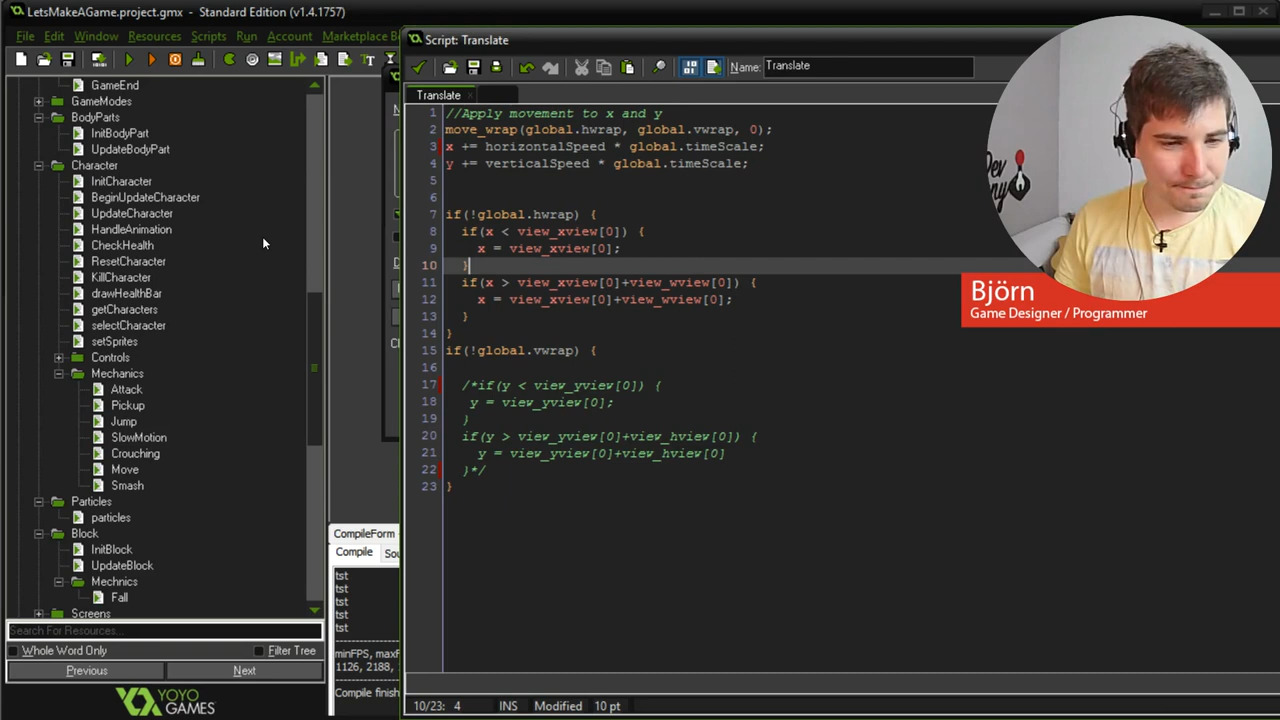 LetsMakeAGame.project.gmx - Standard Edition (v1.4.1757)
File Edit Window Resources Scripts Run Account Marketplace
GameEnd
GameModes
BodyParts
InitBodyPart
UpdateBodyPart
Character
InitCharacter
BeginUpdateCharacter
UpdateCharacter
HandleAnimation
CheckHealth
ResetCharacter
KillCharacter
drawHealthBar
getCharacters
selectCharacter
setSprites
Controls
Mechanics
Attack
Pickup
Jump
SlowMotion
Crouching
Move
Smash
Particles
particles
Block
InitBlock
UpdateBlock
Mechnics
Fall
Screens
Search For Resources...
Whole Word Only Filter Tree
Previous Next
YOYO
GAMES
CompileForm
Compile Sou
tst
tst
tst
tst
tst
minFPS, maxF
1126, 2188,
Compile finish
Script: Translate
Name: Translate
Translate
1 //Apply movement to x and y
2 move_wrap(global.hwrap, global.vwrap, 0);
3 x += horizontalSpeed * global.timeScale;
4 y += verticalSpeed * global.timeScale;
5
6
7 if(!global.hwrap) {
8 if(x < view_xview[0]) {
9 x = view_xview[0];
10 }
11 if(x > view_xview[0]+view_wview[0]) {
12 x = view_xview[0]+view_wview[0];
13 }
14 }
15 if(!global.vwrap) {
16
17 /*if(y < view_yview[0]) {
18 y = view_yview[0];
19 }
20 if(y > view_yview[0]+view_hview[0]) {
21 y = view_yview[0]+view_hview[0]
22 }*/
23 }
10/23: 4 INS Modified 10 pt
Dev
Björn
Game Designer / Programmer